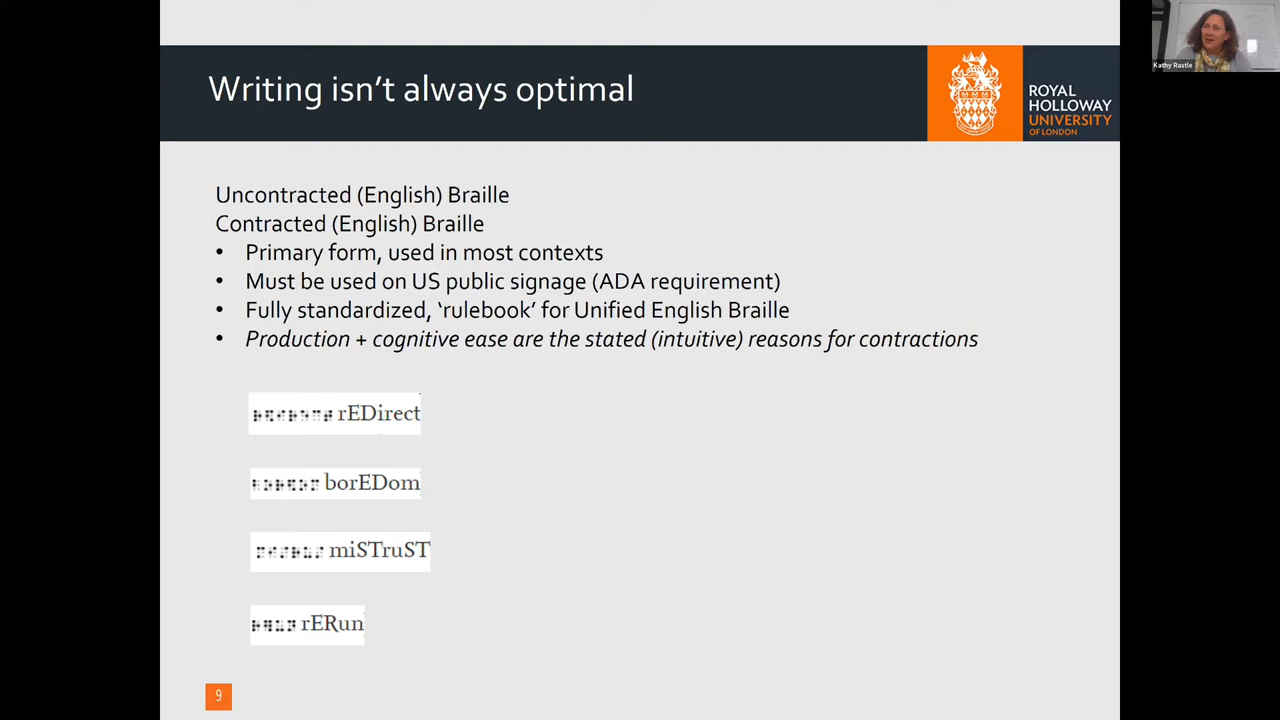 Writing isn't always optimal
ROYAL
HOLLOWAY
UNIVERSITY
OF LONDON
Kathy Rastle
Uncontracted (English) Braille
Contracted (English) Braille
• Primary form, used in most contexts
• Must be used on US public signage (ADA requirement)
• Fully standardized, ‘rulebook’ for Unified English Braille
• Production + cognitive ease are the stated (intuitive) reasons for contractions
rEDirect
borEDom
miSTruST
rERun
9